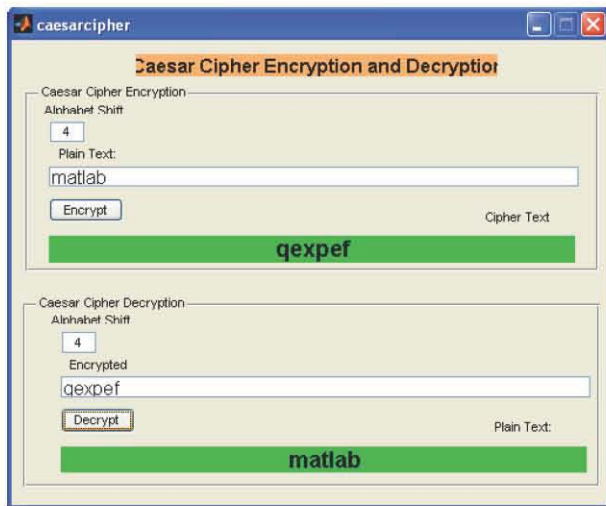 caesarcipher
Caesar Cipher Encryption and Decryption
Caesar Cipher Encryption
Alphabet Shift
4
Plain Text:
matlab
Encrypt
Cipher Text
qexpef
Caesar Cipher Decryption
Alphabet Shift
4
Encrypted
qexpef
Decrypt
Plain Text:
matlab